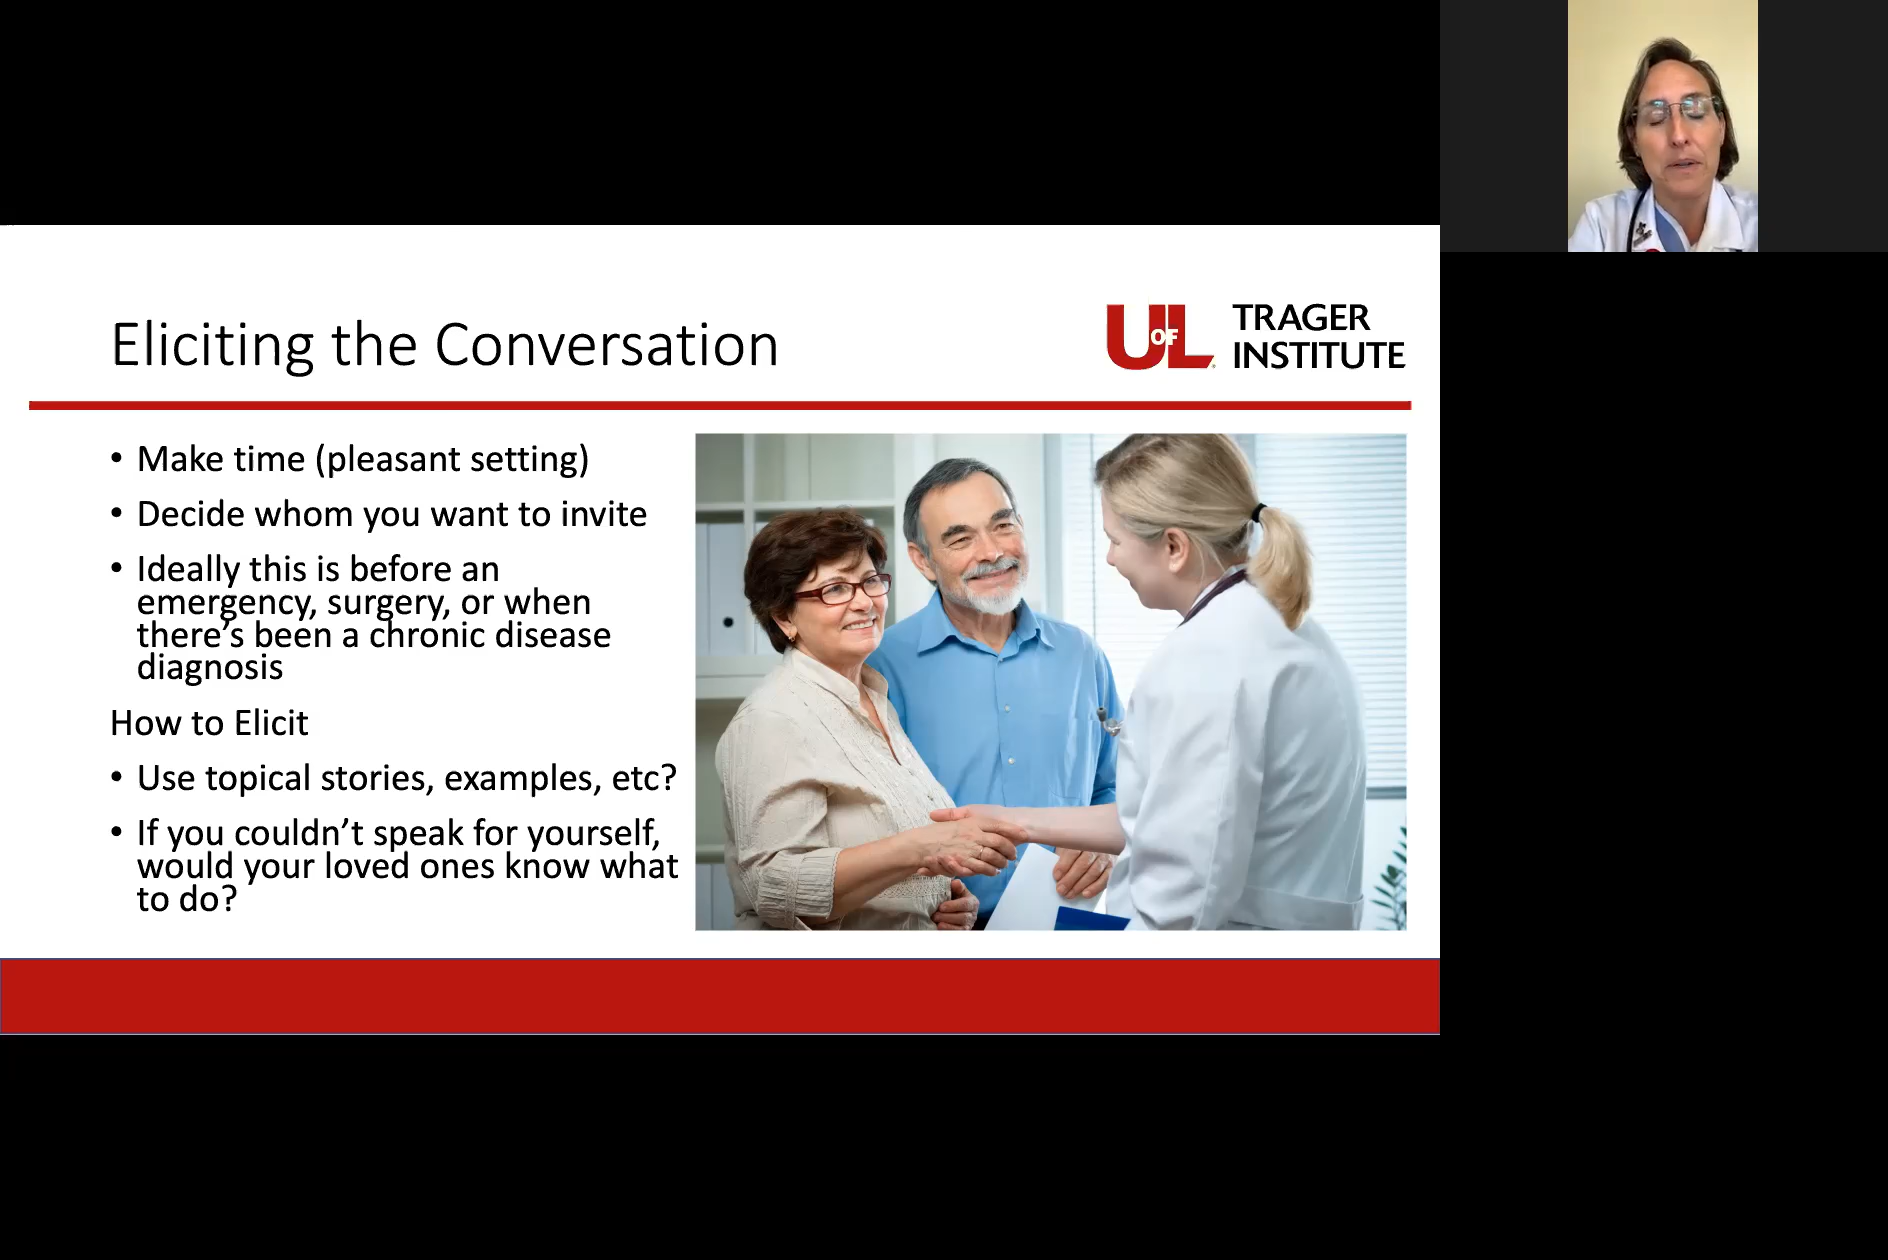 Eliciting the Conversation
UOFL
TRAGER
INSTITUTE
• Make time (pleasant setting)
• Decide whom you want to invite
• Ideally this is before an
emergency, surgery, or when
there’s been a chronic disease
diagnosis
How to Elicit
• Use topical stories, examples, etc?
• If you couldn’t speak for yourself,
would your loved ones know what
to do?